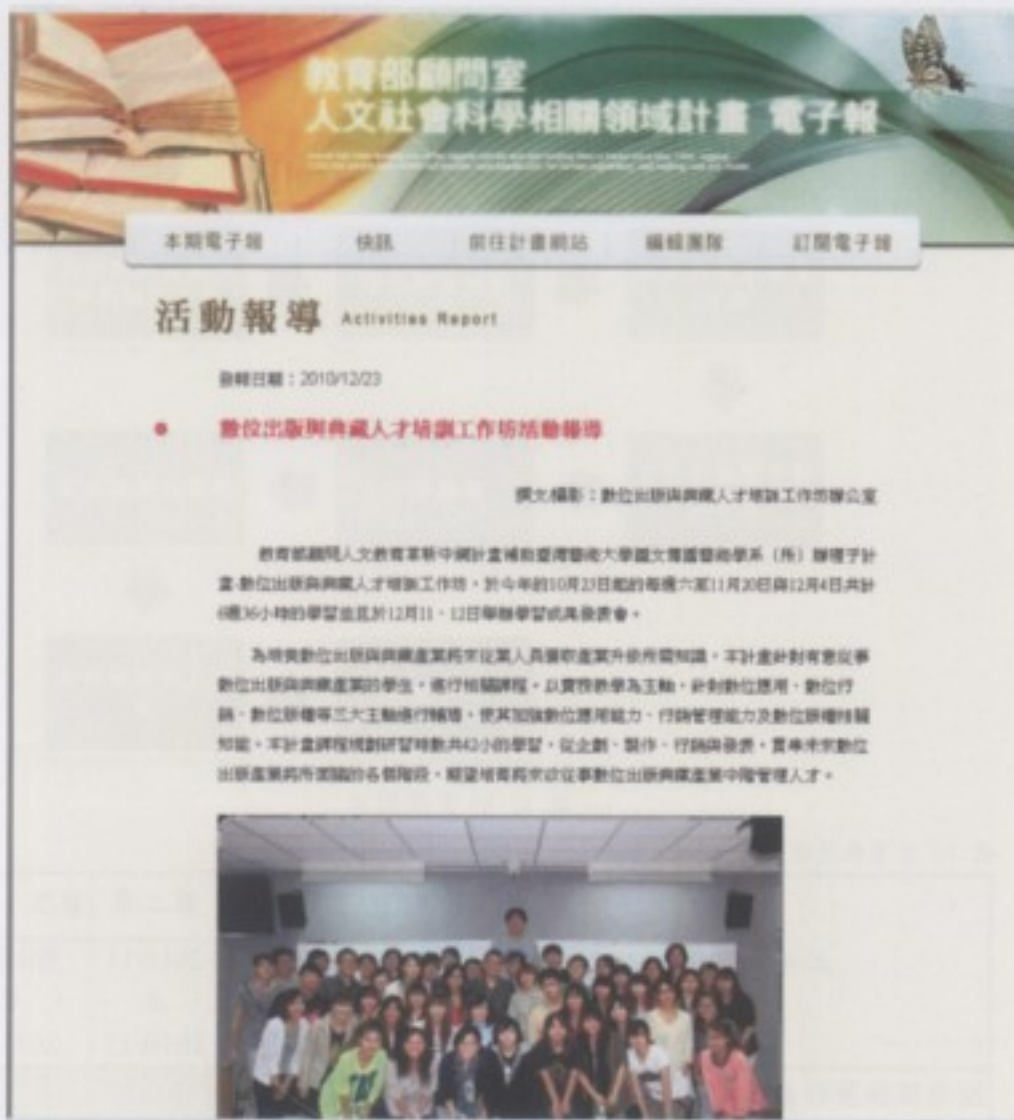 教育部顧問室
人文社會科學相關領域計畫 電子報
本期電子報 快訊 前往計畫網站 編輯團隊 訂閱電子報
活動報導 Activities Report
發報日期：2010/12/23
數位出版與典藏人才培訓工作坊活動報導
撰文/攝影：數位出版與典藏人才培訓工作坊辦公室
教育部顧問人文教育革新中綱計畫補助臺灣藝術大學圖文傳播藝術學系（所）辦理子計
畫-數位出版與典藏人才培訓工作坊，於今年的10月23日起的每週六至11月20日與12月4日共計
6週36小時的學習並且於12月11、12日舉辦學習成果發表會。
為培養數位出版與典藏產業將來從業人員獲取產業升級所需知識，本計畫針對有意從事
數位出版與典藏產業的學生，進行相關課程，以實務教學為主軸，針對數位應用、數位行
銷、數位版權等三大主軸進行輔導，使其加強數位應用能力、行銷管理能力及數位版權相關
知能。本計畫課程規劃研習時數共42小時學習，從企劃、製作、行銷與發表，貫串未來數位
出版產業將所面臨的各個階段，期望培育將來欲從事數位出版典藏產業中階管理人才。